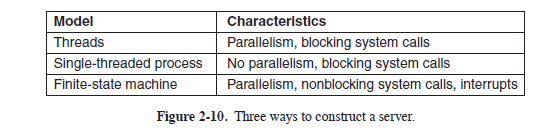 Model Characteristics
Threads Parallelism, blocking system calls
Single-threaded process No parallelism, blocking system calls
Finite-state machine Parallelism, nonblocking system calls, interrupts
Figure 2-10. Three ways to construct a server.